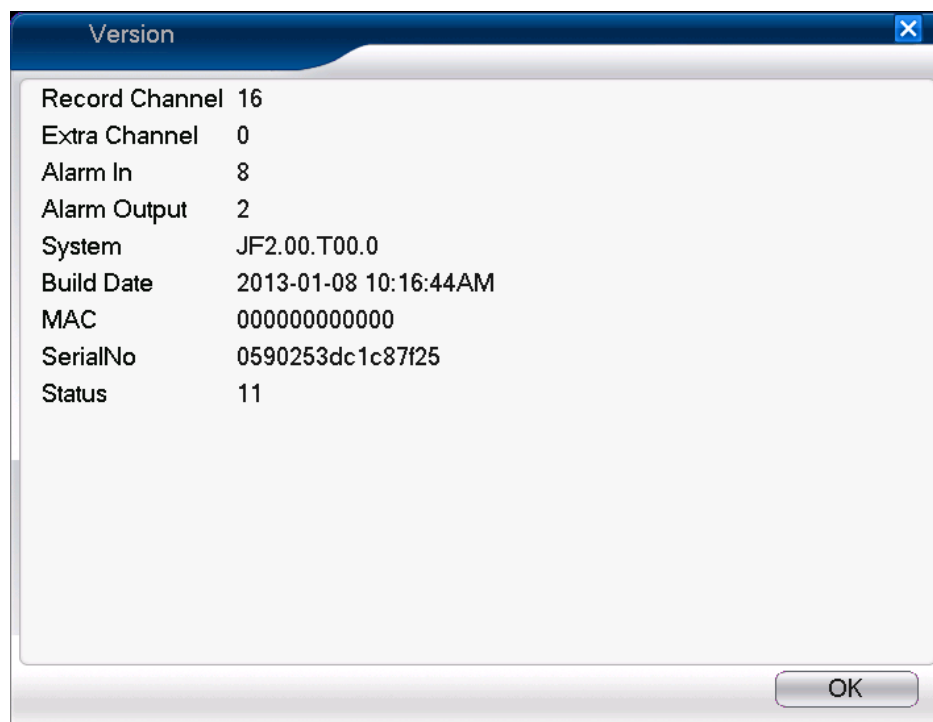 Version
Record Channel 16
Extra Channel 0
Alarm In 8
Alarm Output 2
System JF2.00.T00.0
Build Date 2013-01-08 10:16:44AM
MAC 000000000000
SerialNo 0590253dc1c87f25
Status 11
OK